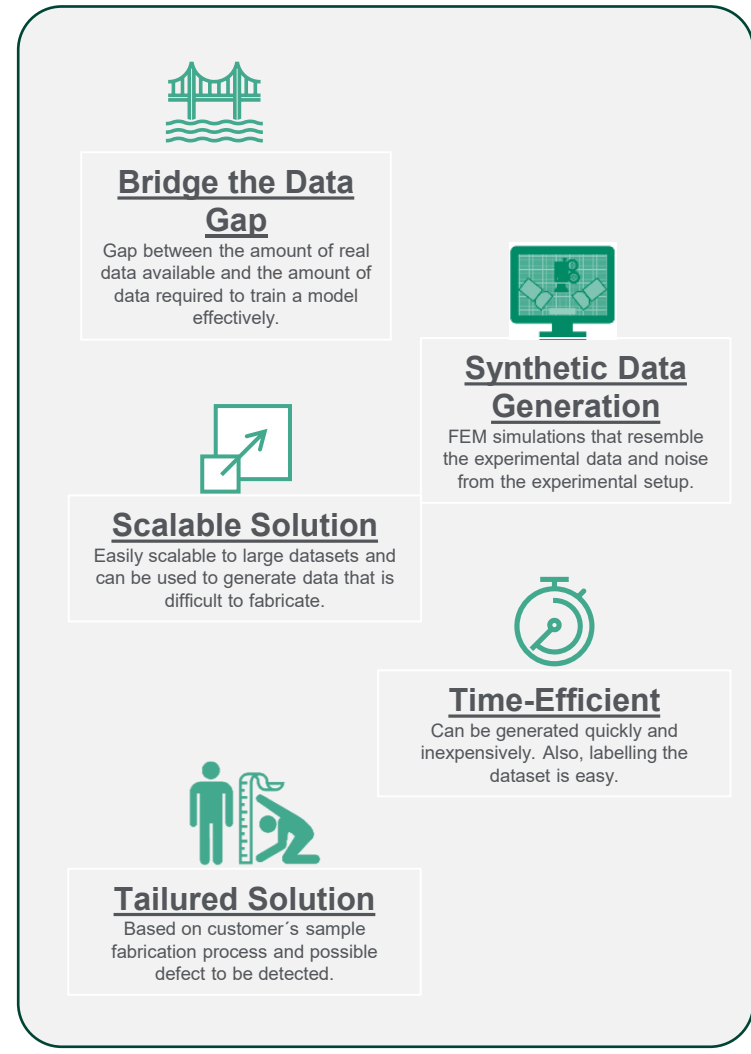 Bridge the Data
Gap
Gap between the amount of real
data available and the amount of
data required to train a model
effectively.
Synthetic Data
Generation
FEM simulations that resemble
the experimental data and noise
from the experimental setup.
Scalable Solution
Easily scalable to large datasets and
can be used to generate data that is
difficult to fabricate.
Time-Efficient
Can be generated quickly and
inexpensively. Also, labelling the
dataset is easy.
Tailured Solution
Based on customer´s sample
fabrication process and possible
defect to be detected.